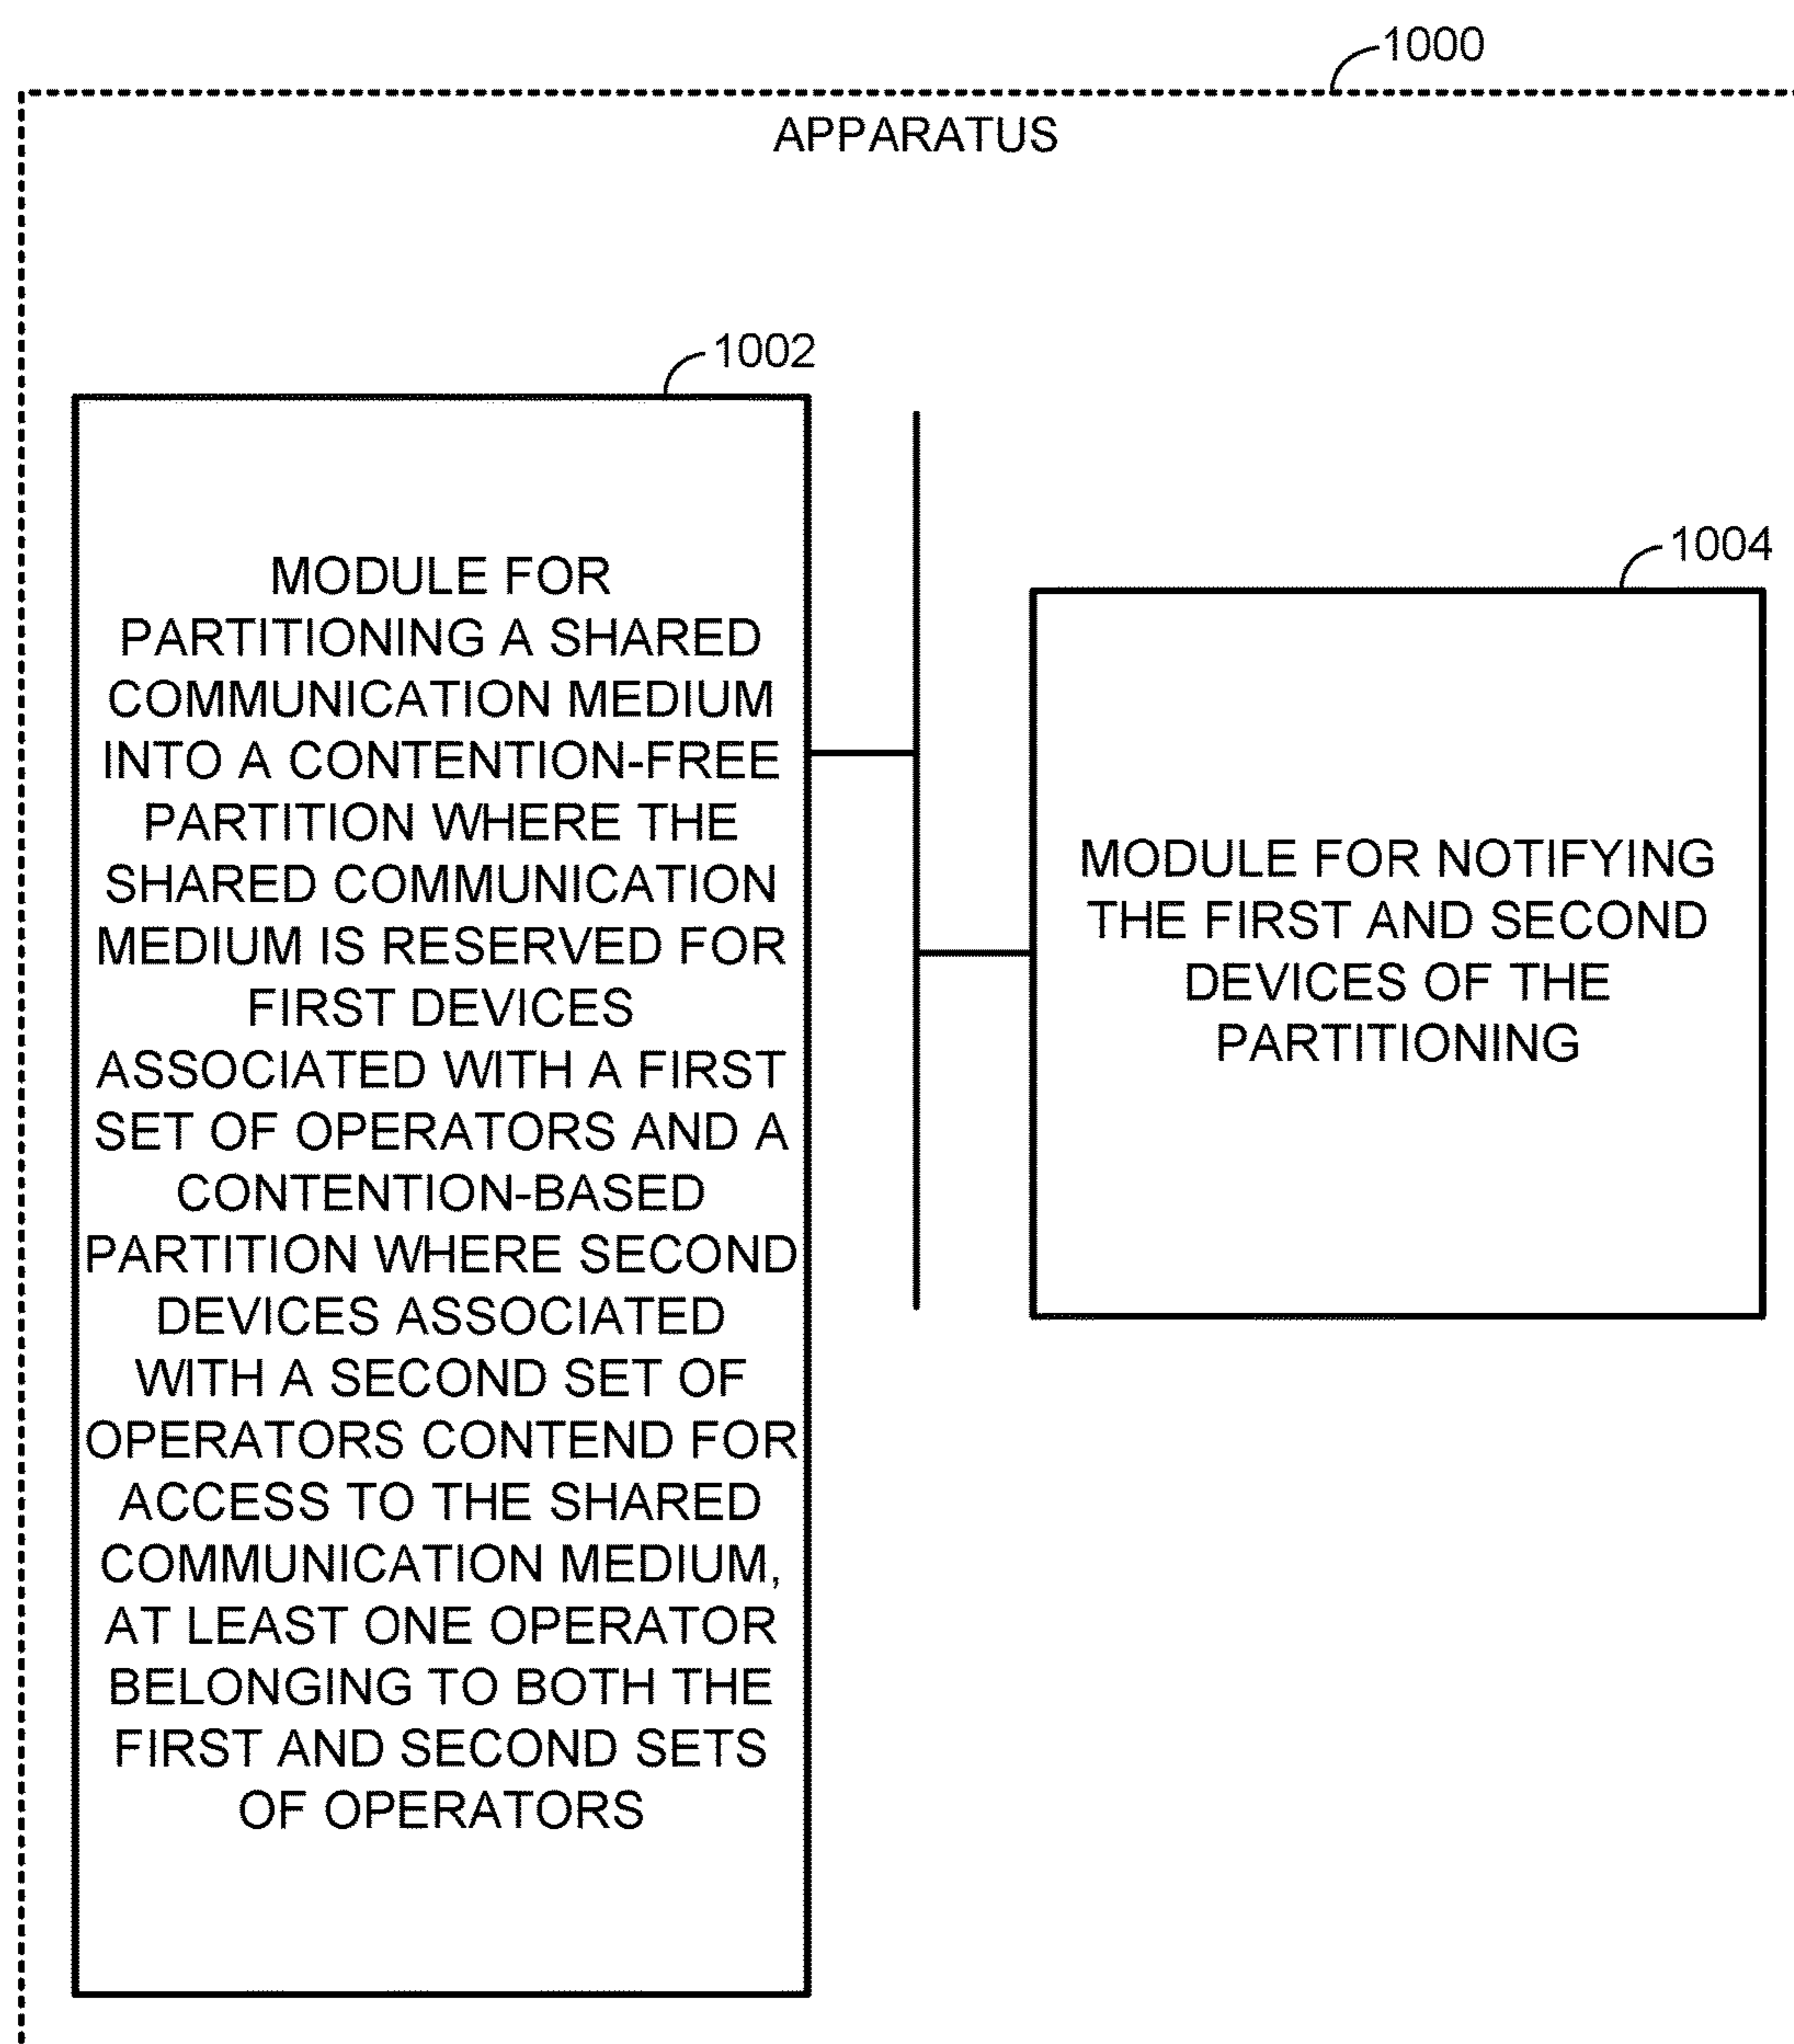 1000
APPARATUS
1002
MODULE FOR
PARTITIONING A SHARED
COMMUNICATION MEDIUM
INTO A CONTENTION-FREE
PARTITION WHERE THE
SHARED COMMUNICATION
MEDIUM IS RESERVED FOR
FIRST DEVICES
ASSOCIATED WITH A FIRST
SET OF OPERATORS AND A
CONTENTION-BASED
PARTITION WHERE SECOND
DEVICES ASSOCIATED
WITH A SECOND SET OF
OPERATORS CONTEND FOR
ACCESS TO THE SHARED
COMMUNICATION MEDIUM,
AT LEAST ONE OPERATOR
BELONGING TO BOTH THE
FIRST AND SECOND SETS
OF OPERATORS
1004
MODULE FOR NOTIFYING
THE FIRST AND SECOND
DEVICES OF THE
PARTITIONING